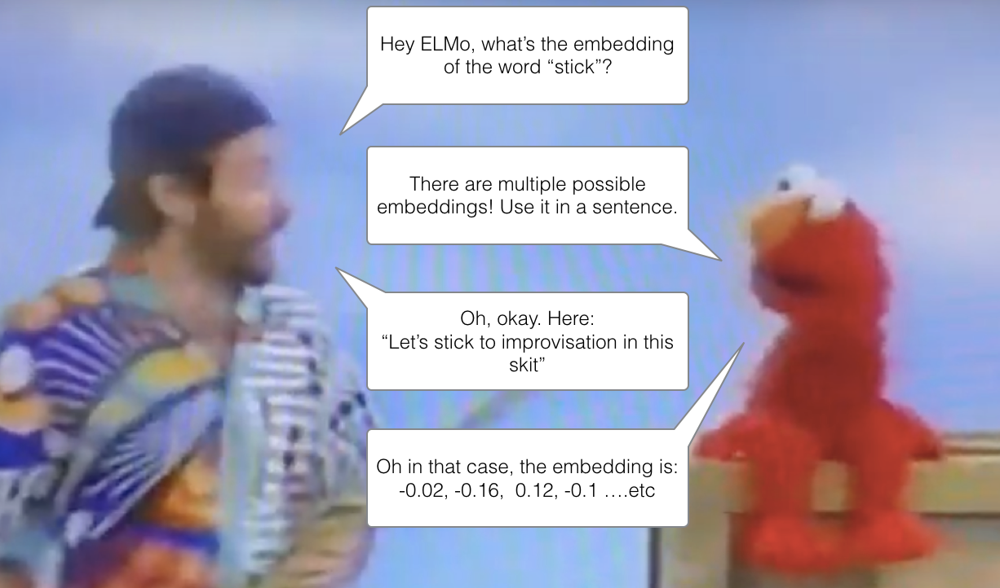 Hey ELMo, what’s the embedding
of the word “stick”?
There are multiple possible
embeddings! Use it in a sentence.
Oh, okay. Here:
“Let’s stick to improvisation in this
skit”
Oh in that case, the embedding is:
-0.02, -0.16,  0.12, -0.1 ….etc